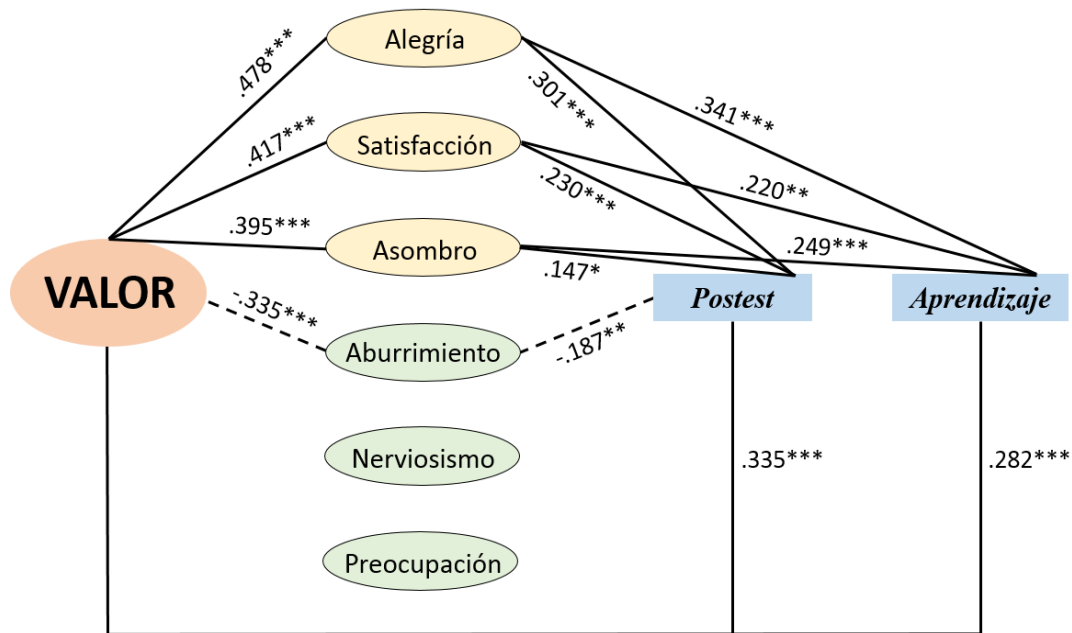 Alegría
.478***
.301***
.341***
.417***
Satisfacción
.230***
.220**
.395***
Asombro
.147*
.249***
VALOR
Postest
Aprendizaje
-.335***
Aburrimiento
-.187**
Nerviosismo
.335***
.282***
Preocupación